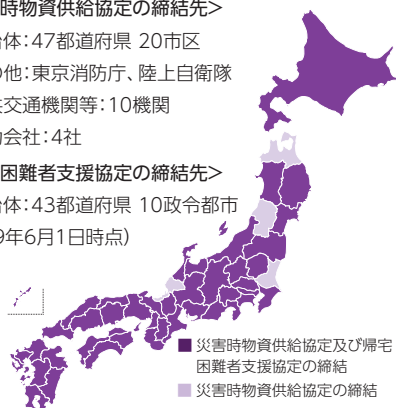 時物資供給協定の締結先>
体:47都道府県 20市区
他:東京消防庁、陸上自衛隊
交通機関等:10機関
会社:4社
困難者支援協定の締結先>
体:43都道府県 10政令都市
9年6月1日時点)
■災害時物資供給協定及び帰宅
困難者支援協定の締結
■災害時物資供給協定の締結